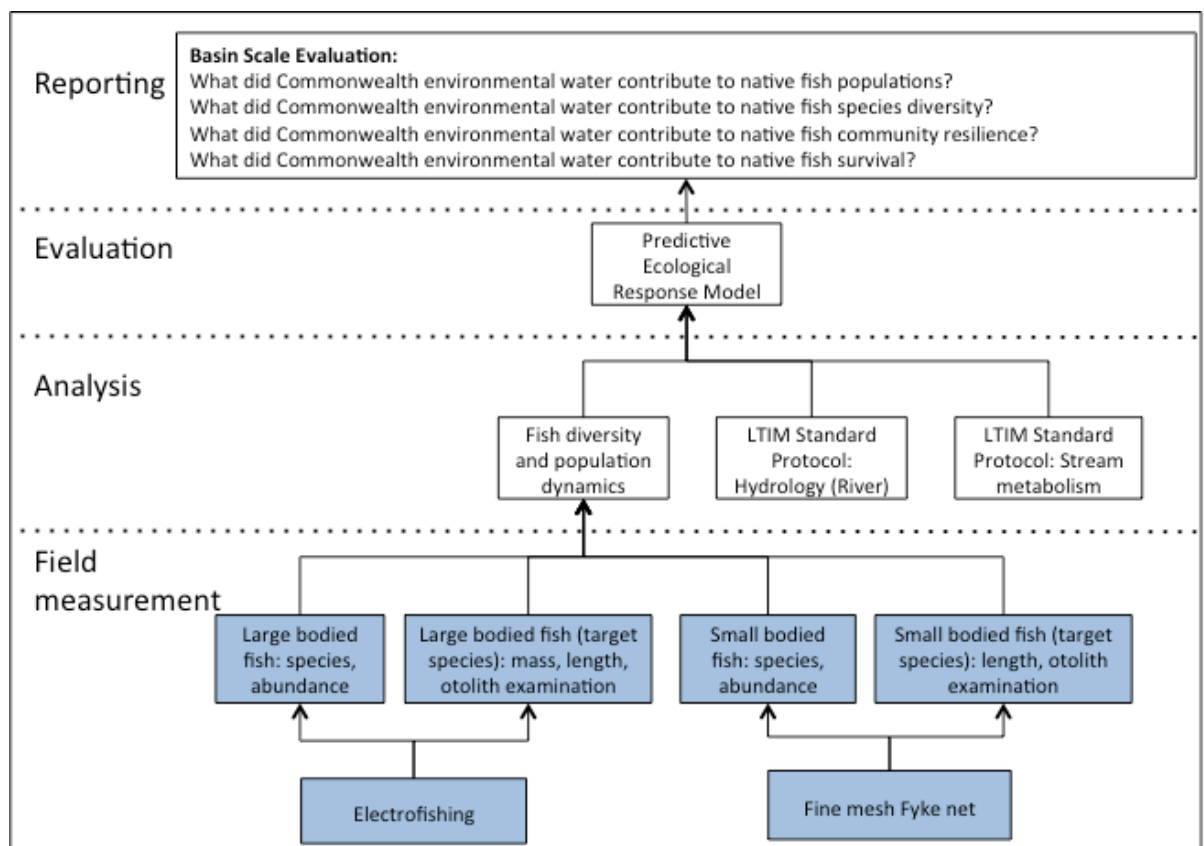 Reporting
Basin Scale Evaluation:
What did Commonwealth environmental water contribute to native fish populations?
What did Commonwealth environmental water contribute to native fish species diversity?
What did Commonwealth environmental water contribute to native fish community resilience?
What did Commonwealth environmental water contribute to native fish survival?
Evaluation
Predictive
Ecological
Response Model
Analysis
Fish diversity
and population
dynamics
LTIM Standard
Protocol:
Hydrology (River)
LTIM Standard
Protocol: Stream
metabolism
Field
measurement
Large bodied
fish: species,
abundance
Large bodied fish (target
species): mass, length,
otolith examination
Small bodied
fish: species,
abundance
Small bodied fish (target
species): length, otolith
examination
Electrofishing
Fine mesh Fyke net